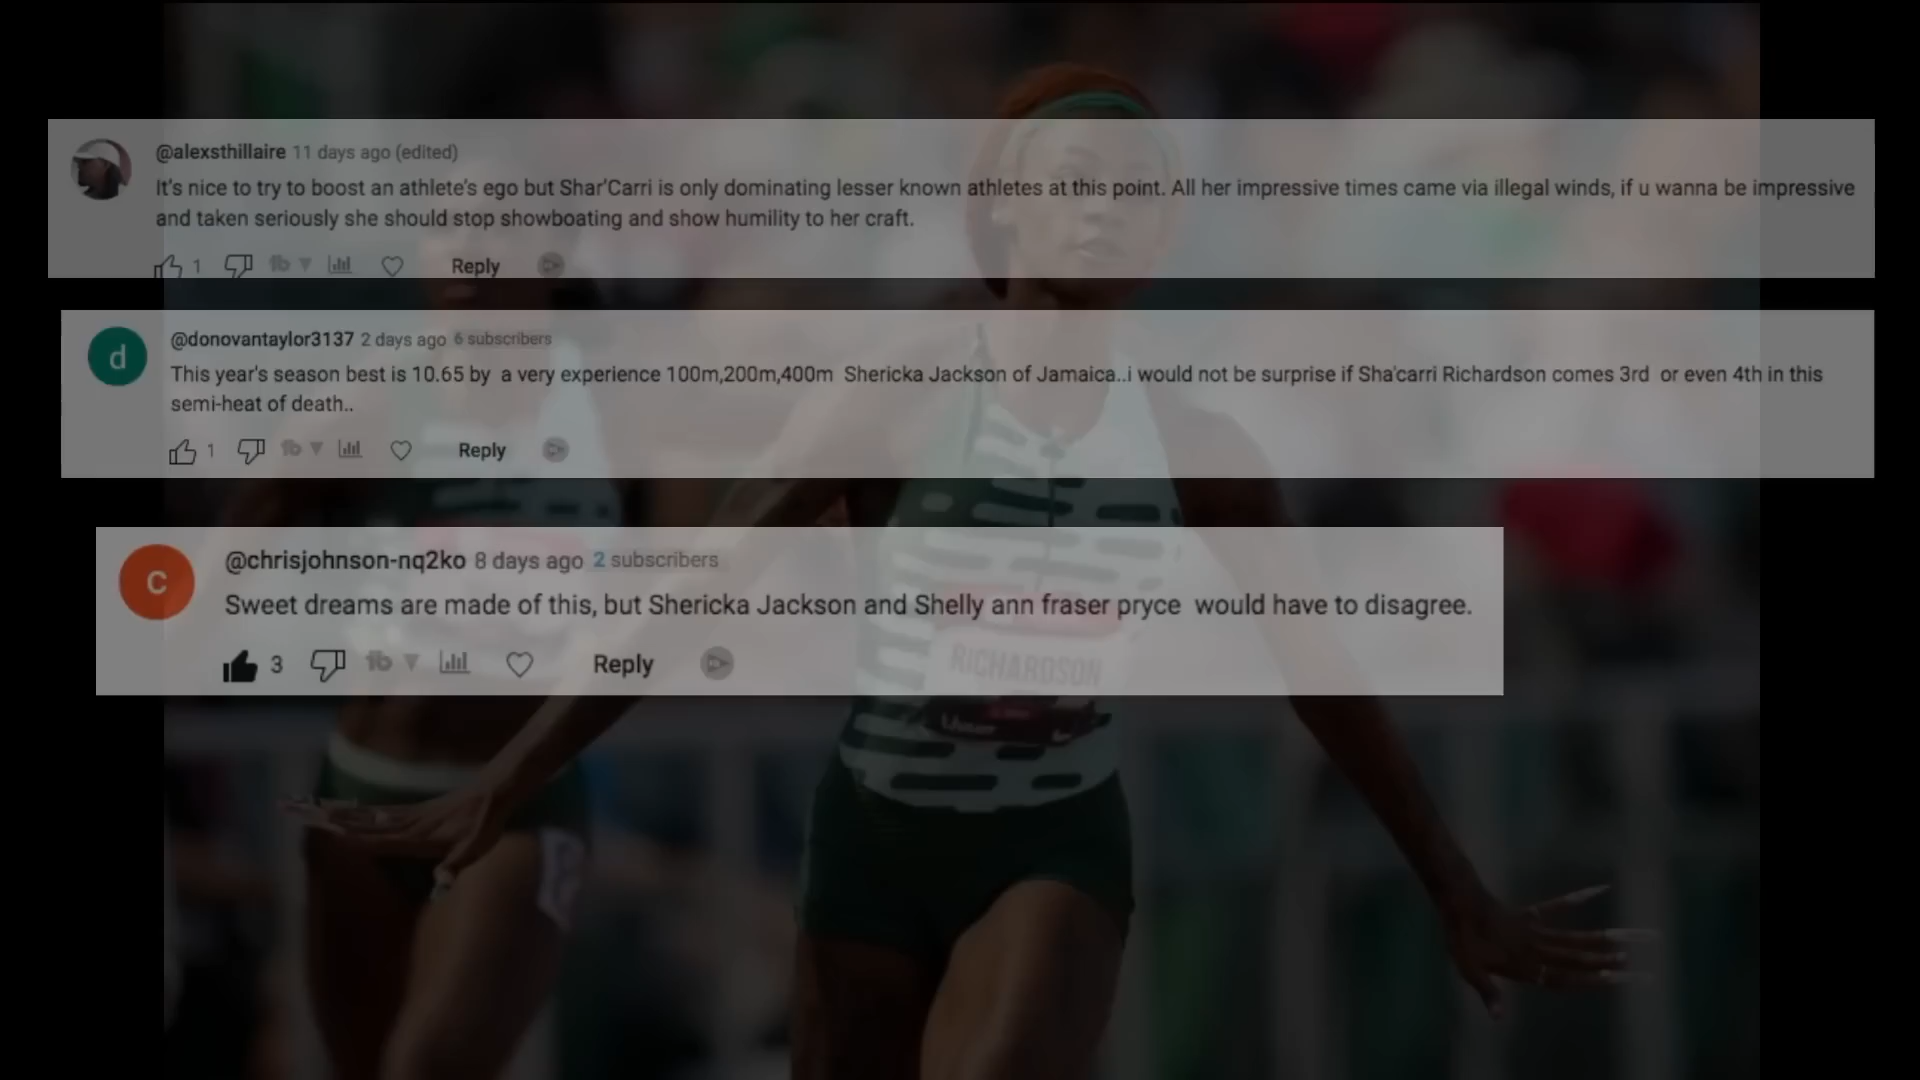 @alexsthillaire 11 days ago (edited)
It's nice to try to boost an athlete's ego but Shar'Carri is only dominating lesser known athletes at this point. All her impressive times came via illegal winds, if u wanna be impressive
and taken seriously she should stop showboating and show humility to her craft.
1 Reply
d
@donovantaylor3137 2 days ago 6 subscribers
This year's season best is 10.65 by a very experience 100m,200m,400m Shericka Jackson of Jamaica..i would not be surprise if Sha'carri Richardson comes 3rd or even 4th in this
semi-heat of death..
1 Reply
C
@chrisjohnson-nq2ko 8 days ago 2 subscribers
Sweet dreams are made of this, but Shericka Jackson and Shelly ann fraser pryce would have to disagree.
3 Reply
RICHARDSON